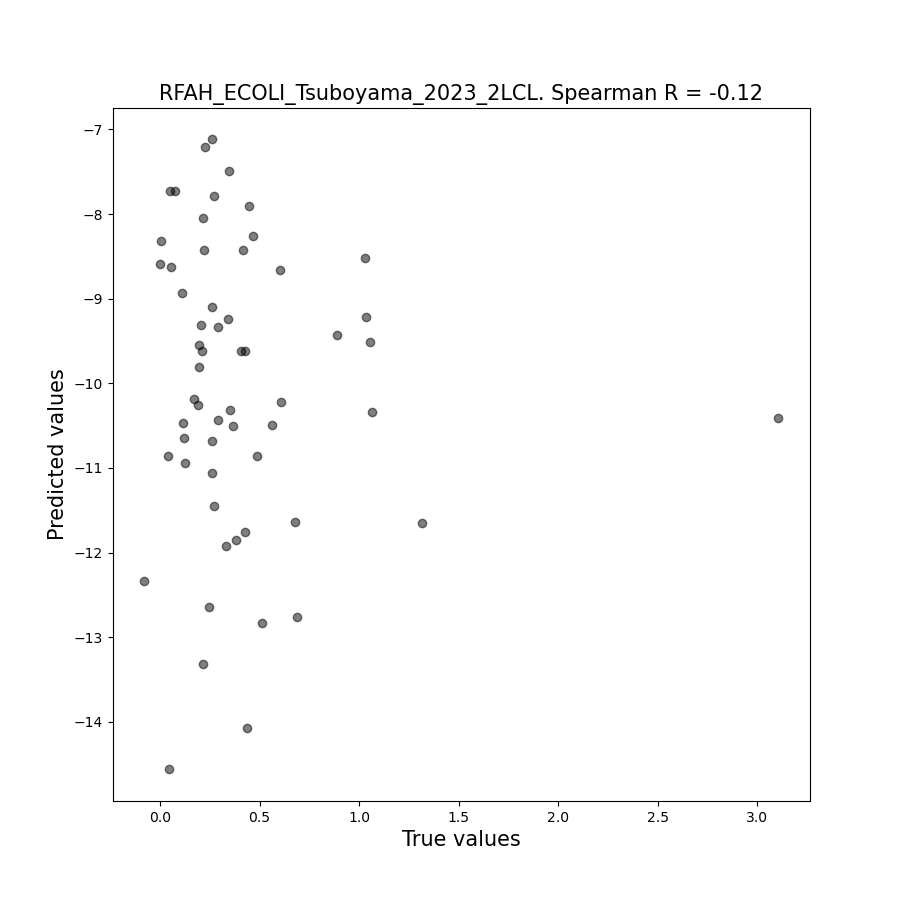 RFAH_ECOLI_Tsuboyama_2023_2LCL. Spearman R = -0.12
−7
−8
−9
−10
−11
−12
−13
−14
Predicted values
0.0 0.5 1.0 1.5 2.0 2.5 3.0
True values